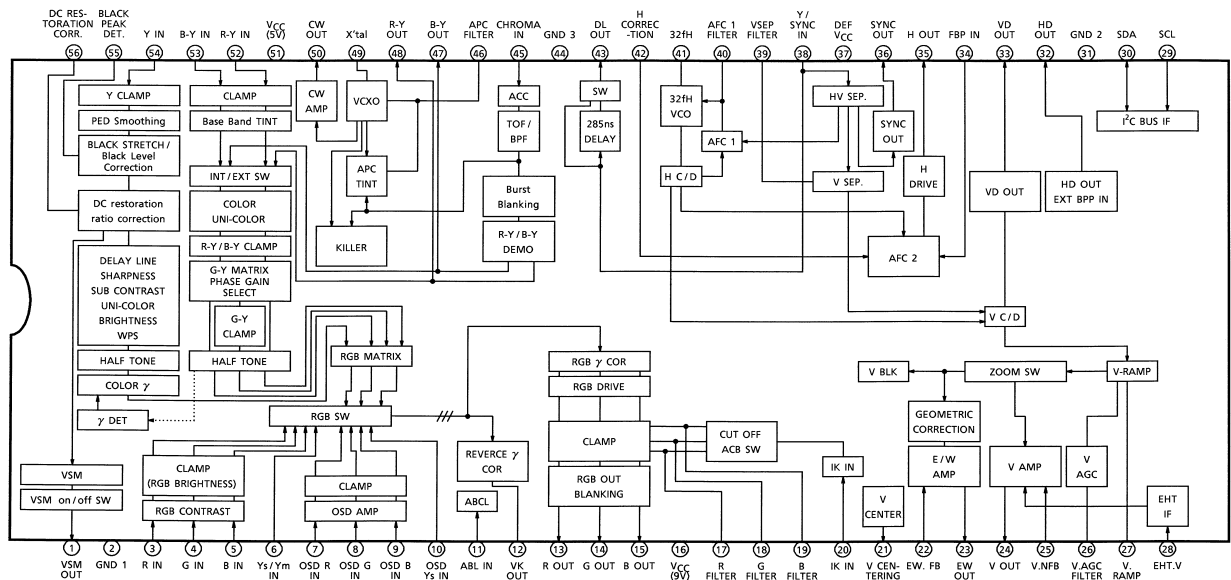 DC RES-
TORATION
CORR.
BLACK
PEAK
DET.
Y IN
B-Y IN
R-Y IN
VCC
(5V)
CW
OUT
X'tal
R-Y
OUT
B-Y
OUT
APC
FILTER
CHROMA
IN
GND 3
DL
OUT
H
CORREC
-TION
32fH
AFC 1
FILTER
VSEP
FILTER
Y /
SYNC
IN
DEF
VCC
SYNC
OUT
H OUT
FBP IN
VD
OUT
HD
OUT
GND 2
SDA
SCL
56
55
54
53
52
51
50
49
48
47
46
45
44
43
42
41
40
39
38
37
36
35
34
33
32
31
30
29
Y CLAMP
PED Smoothing
BLACK STRETCH /
Black Level
Correction
DC restoration
ratio correction
DELAY LINE
SHARPNESS
SUB CONTRAST
UNI-COLOR
BRIGHTNESS
WPS
HALF TONE
COLOR γ
γ DET
VSM
VSM on/off SW
CLAMP
Base Band TINT
INT/EXT SW
COLOR
UNI-COLOR
R-Y/B-Y CLAMP
G-Y MATRIX
PHASE GAIN
SELECT
G-Y
CLAMP
HALF TONE
CW
AMP
VCXO
APC
TINT
KILLER
ACC
TOF/
BPF
Burst
Blanking
R-Y/B-Y
DEMO
SW
285ns
DELAY
32fH
VCO
AFC 1
H C/D
HV SEP.
SYNC
OUT
V SEP.
H
DRIVE
AFC 2
VD OUT
HD OUT
EXT BPP IN
I2C BUS IF
V C/D
RGB MATRIX
RGB SW
CLAMP
(RGB BRIGHTNESS)
RGB CONTRAST
CLAMP
OSD AMP
REVERCE γ
COR
ABCL
RGB γ COR
RGB DRIVE
CLAMP
RGB OUT
BLANKING
CUT OFF
ACB SW
IK IN
V BLK
ZOOM SW
V-RAMP
GEOMETRIC
CORRECTION
E/W
AMP
V AMP
V
AGC
V
CENTER
EHT
IF
1
2
3
4
5
6
7
8
9
10
11
12
13
14
15
16
17
18
19
20
21
22
23
24
25
26
27
28
VSM
OUT
GND 1
R IN
G IN
B IN
Ys/Ym
IN
OSD R
IN
OSD G
IN
OSD B
IN
OSD
Ys IN
ABL IN
VK
OUT
R OUT
G OUT
B OUT
VCC
(9V)
R
FILTER
G
FILTER
B
FILTER
IK IN
V CEN-
TERING
EW. FB
EW
OUT
V OUT
V.NFB
V.AGC
FILTER
V.
RAMP
EHT.V